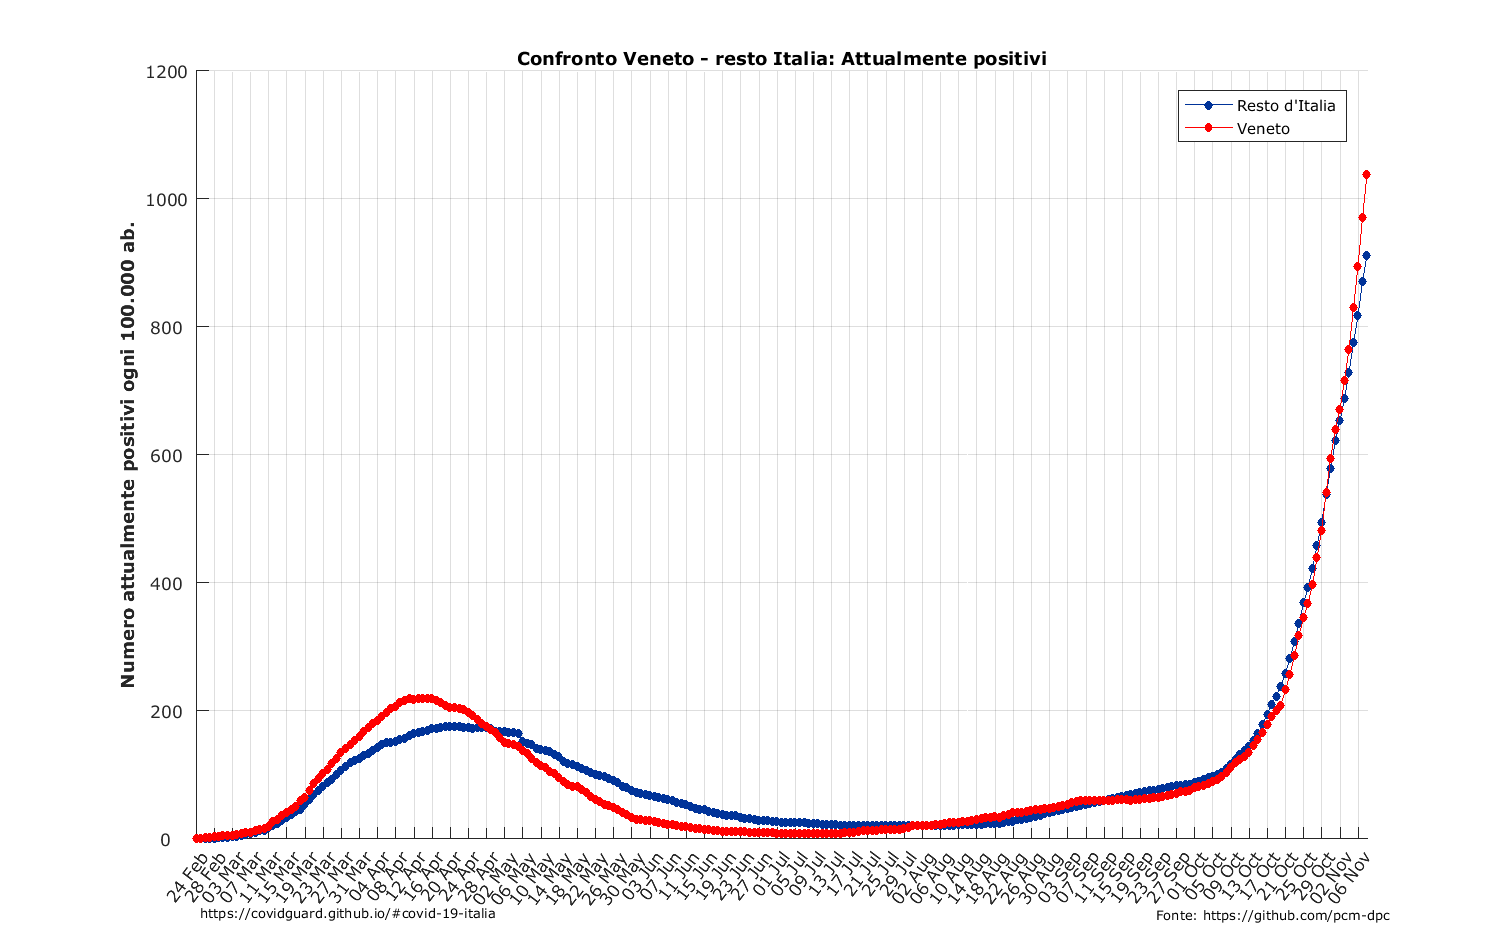 Confronto Veneto - resto Italia: Attualmente positivi
Numero attualmente positivi ogni 100.000 ab.
1200
1000
800
600
400
200
0
Resto d'Italia
Veneto
24 Feb
28 Feb
03 Mar
07 Mar
11 Mar
15 Mar
19 Mar
23 Mar
27 Mar
31 Mar
04 Apr
08 Apr
12 Apr
16 Apr
20 Apr
24 Apr
28 Apr
02 May
06 May
10 May
14 May
18 May
22 May
26 May
30 May
03 Jun
07 Jun
11 Jun
15 Jun
19 Jun
23 Jun
27 Jun
01 Jul
05 Jul
09 Jul
13 Jul
17 Jul
21 Jul
25 Jul
29 Jul
02 Aug
06 Aug
10 Aug
14 Aug
18 Aug
22 Aug
26 Aug
30 Aug
03 Sep
07 Sep
11 Sep
15 Sep
19 Sep
23 Sep
27 Sep
01 Oct
05 Oct
09 Oct
13 Oct
17 Oct
21 Oct
25 Oct
29 Oct
02 Nov
06 Nov
https://covidguard.github.io/#covid-19-italia
Fonte: https://github.com/pcm-dpc